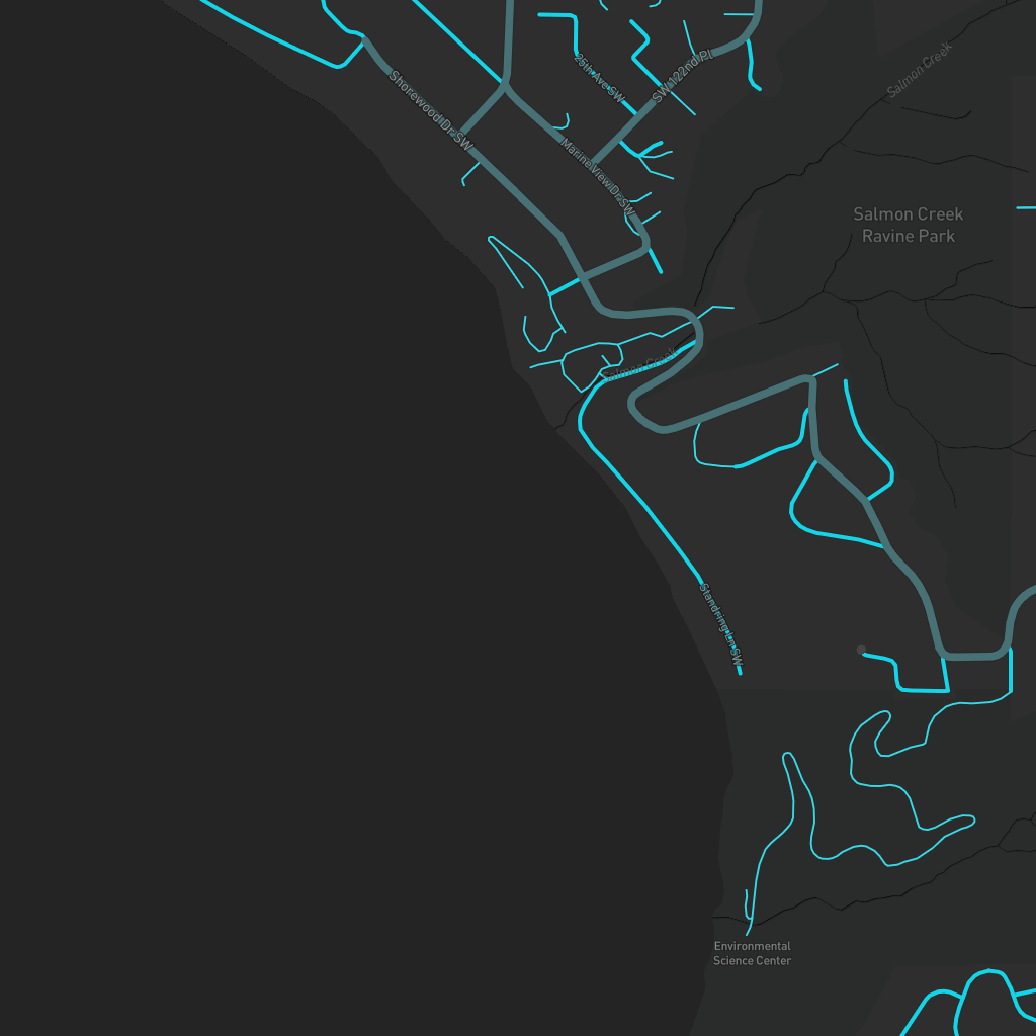 Salmon Creek
25th Ave SW
SW 122nd Pl
Shorewood Dr SW
Marine View Dr SW
Salmon Creek
Ravine Park
Salmon Creek
Standring Ln SW
Environmental
Science Center